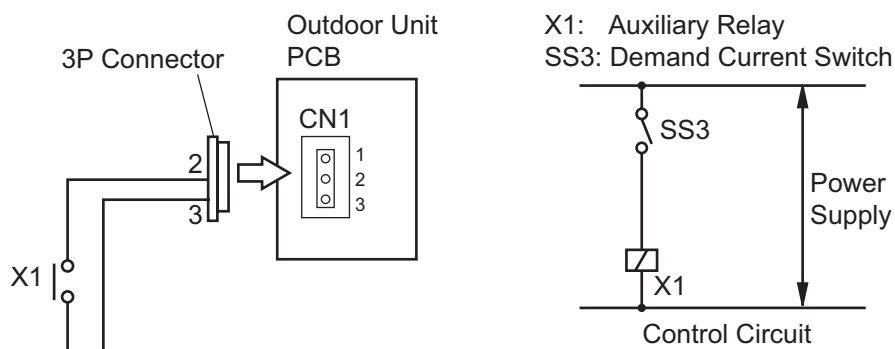 3P Connector
Outdoor Unit
PCB
CN1
1
2
3
2
3
X1
X1: Auxiliary Relay
SS3: Demand Current Switch
SS3
Power
Supply
X1
Control Circuit